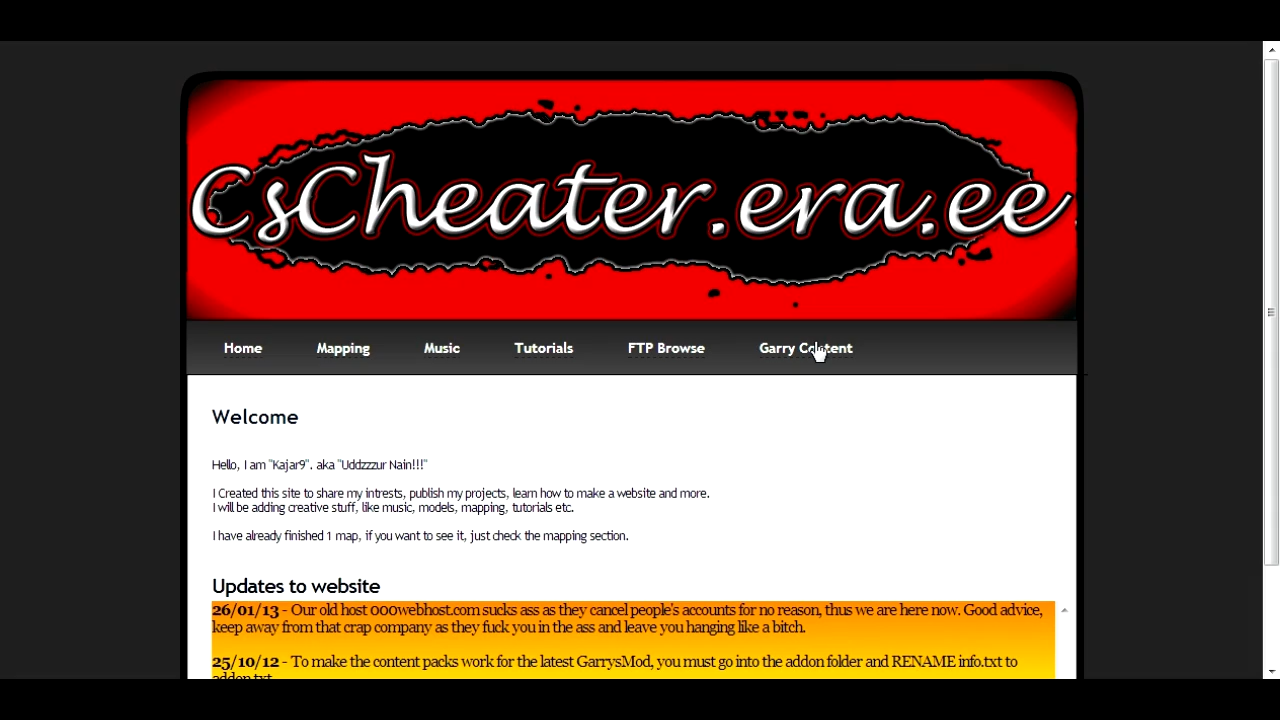 CsCheater.era.ee
Home Mapping Music Tutorials FTP Browse Garry Content
Welcome
Hello, I am "Kajar9". aka "Uddzzzur Nain!!!"
I Created this site to share my intrests, publish my projects, learn how to make a website and more.
I will be adding creative stuff, like music, models, mapping, tutorials etc.
I have already finished 1 map, if you want to see it, just check the mapping section.
Updates to website
26/01/13 - Our old host 000webhost.com sucks ass as they cancel people's accounts for no reason, thus we are here now. Good advice,
keep away from that crap company as they fuck you in the ass and leave you hanging like a bitch.
25/10/12 - To make the content packs work for the latest GarrysMod, you must go into the addon folder and RENAME info.txt to
addon.txt